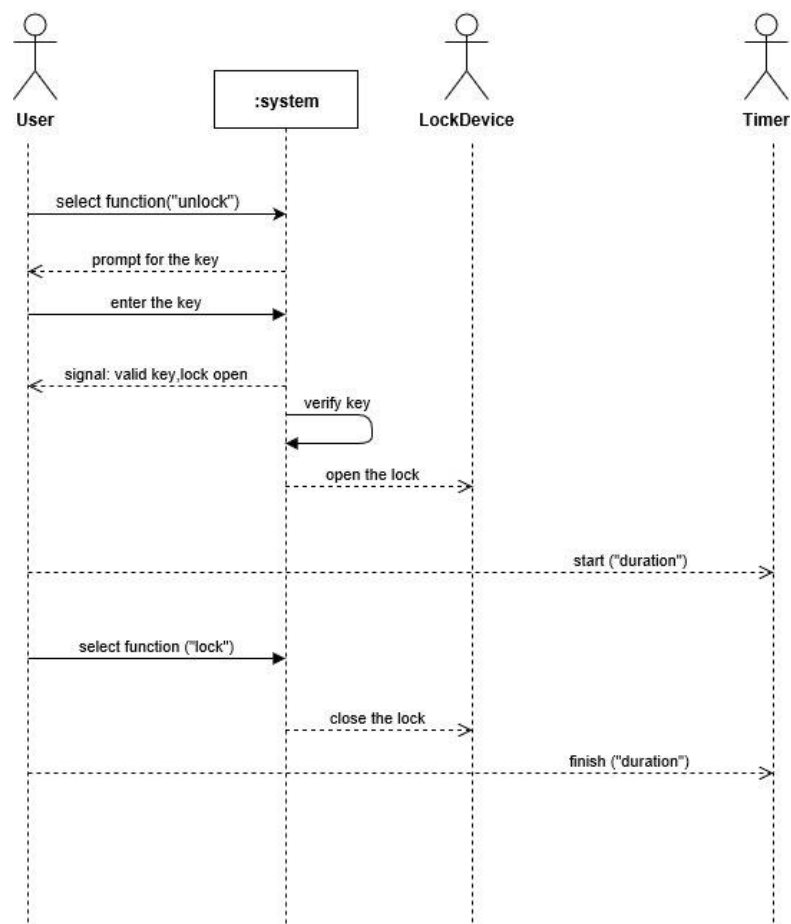 :system
User
LockDevice
Timer
select function("unlock")
prompt for the key
enter the key
signal: valid key,lock open
verify key
open the lock
start ("duration")
select function ("lock")
close the lock
finish ("duration")